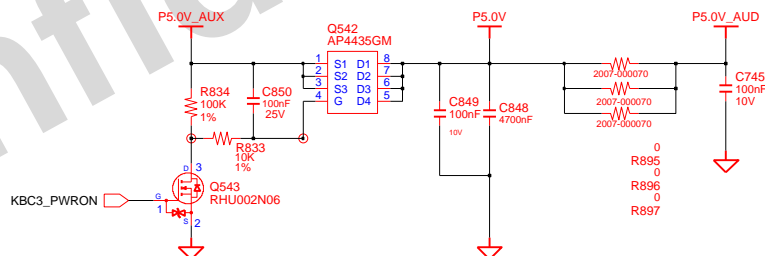 P5.0V_AUX
P5.0V
P5.0V_AUD
Q542
AP4435GM
1 S1 D1 8
2 S2 D2 7
3 S3 D3 6
4 G D4 5
R834
100K
1%
C850
100nF
25V
R833
10K
1%
C849
100nF
10V
C848
4700nF
2007-000070
2007-000070
2007-000070
C745
100nF
10V
0
R895
0
R896
0
R897
D 3
Q543
RHU002N06
KBC3_PWRON
G
1
S 2